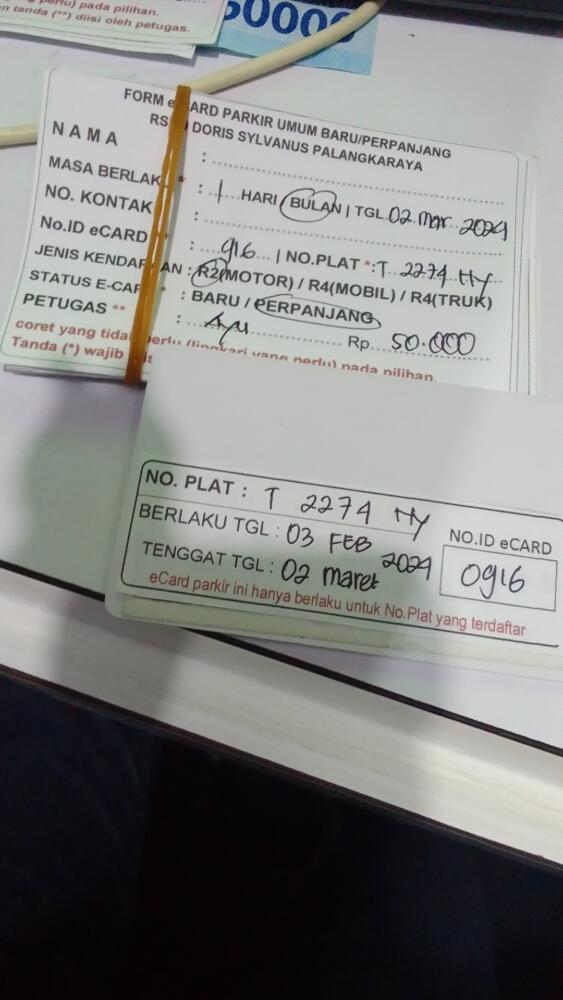 perlu) pada pilihan.
tanda (**) diisi oleh petugas.
50000
FORM eCARD PARKIR UMUM BARU/PERPANJANG
DORIS SYLVANUS PALANGKARAYA
NAMA :
MASA BERLAK * : 1 HARI BULAN | TGL 02 Mar 2024
NO. KONTAK :
No.ID eCARD : 916 | NO.PLAT *: T 2274 HY
JENIS KENDAR AN : R2(MOTOR) / R4(MOBIL) / R4(TRUK)
STATUS E-CAR * : BARU / PERPANJANG
PETUGAS ** : Ayu Rp 50.000
coret yang tida perlu (lingkari yang perlu) pada pilihan.
Tanda (*) wajib
NO. PLAT : T 2274 HY
BERLAKU TGL : 03 FEB 2024
TENGGAT TGL : 02 maret
NO.ID eCARD
0916
eCard parkir ini hanya berlaku untuk No.Plat yang terdaftar